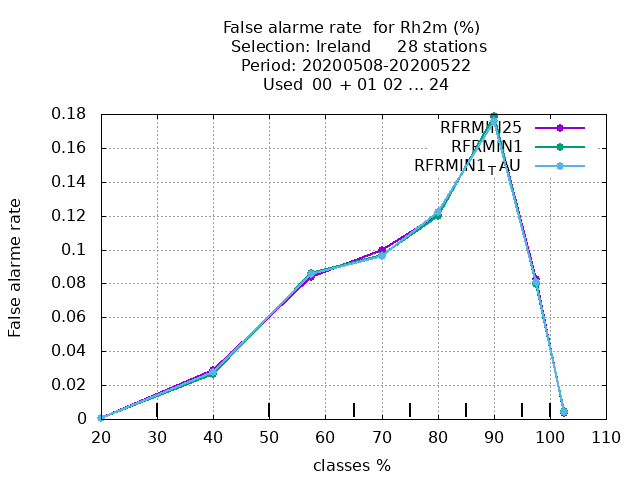 False alarme rate  for Rh2m (%)
Selection: Ireland     28 stations
Period: 20200508-20200522
Used  00 + 01 02 ... 24
0.18
0.16
0.14
0.12
0.1
0.08
0.06
0.04
0.02
0
False alarme rate
RFRMIN25
RFRMIN1
RFRMIN1TAU
20 30 40 50 60 70 80 90 100 110
classes %